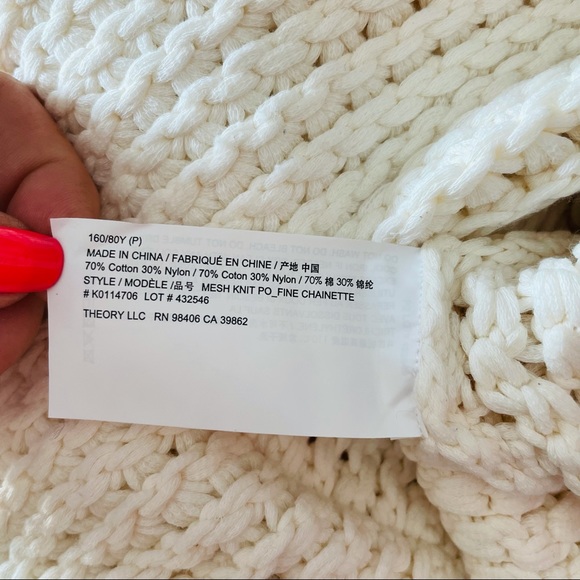 160/80Y (P)
MADE IN CHINA / FABRIQUÉ EN CHINE / 产地 中国
70% Cotton 30% Nylon / 70% Coton 30% Nylon / 70% 棉 30% 锦纶
STYLE / MODÈLE /品号 MESH KNIT PO_FINE CHAINETTE
# K0114706 LOT # 432546
THEORY LLC RN 98406 CA 39862